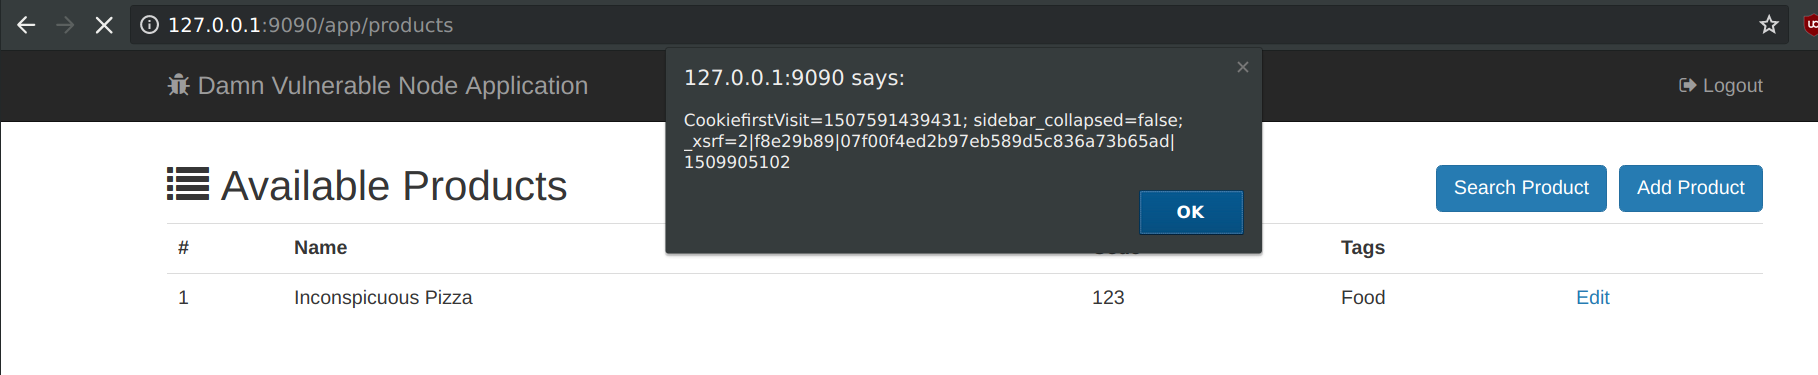 127.0.0.1:9090/app/products
127.0.0.1:9090 says:
Damn Vulnerable Node Application
Logout
CookiefirstVisit=1507591439431; sidebar_collapsed=false;
_xsrf=2|f8e29b89|07f00f4ed2b97eb589d5c836a73b65ad|
1509905102
OK
Available Products
Search Product Add Product
# Name Tags
1 Inconspicuous Pizza 123 Food Edit